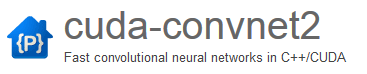 {P}
cuda-convnet2
Fast convolutional neural networks in C++/CUDA